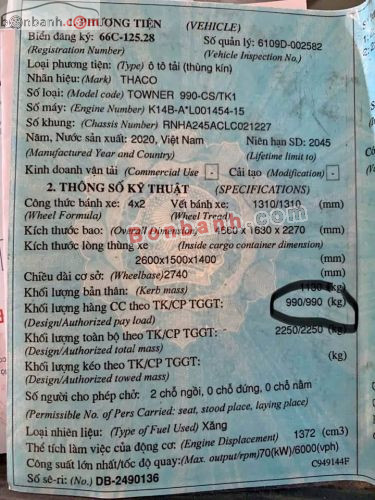 bonbanh.com
PHƯƠNG TIỆN (VEHICLE)
Biển đăng ký: 66C-125.28 Số quản lý: 6109D-002582
(Registration Number) (Vehicle Inspection No.)
Loại phương tiện: (Type) ô tô tải (thùng kín)
Nhãn hiệu: (Mark) THACO
Số loại: (Model code) TOWNER 990-CS/TK1
Số máy: (Engine Number) K14B-A*L001454-15
Số khung: (Chassis Number) RNHA245ACLC021227
Năm, Nước sản xuất: 2020, Việt Nam Niên hạn SD: 2045
(Manufactured Year and Country) (Lifetime limit to)
Kinh doanh vận tải (Commercial Use) - Cải tạo (Modification) -
2. THÔNG SỐ KỸ THUẬT (SPECIFICATIONS)
Công thức bánh xe: 4x2 Vết bánh xe: 1310/1310 (mm)
(Wheel Formula) (Wheel Tread)
Bonbanh.com
Kích thước bao: (Overall Dimension) 4560 x 1630 x 2270 (mm)
Kích thước lòng thùng xe (Inside cargo container dimension)
2600x1500x1400 (mm)
Chiều dài cơ sở: (Wheelbase) 2740 (mm)
Khối lượng bản thân: (Kerb mass) 1130 (kg)
Khối lượng hàng CC theo TK/CP TGGT: 990/990 (kg)
(Design/Authorized pay load)
Khối lượng toàn bộ theo TK/CP TGGT: 2250/2250 (kg)
(Design/Authorized total mass)
Khối lượng kéo theo TK/CP TGGT: (kg)
(Design/Authorized towed mass)
Số người cho phép chở: 2 chỗ ngồi, 0 chỗ đứng, 0 chỗ nằm
(Permissible No. of Pers Carried: seat, stood place, laying place)
Loại nhiên liệu: (Type of Fuel Used) Xăng
Thể tích làm việc của động cơ: (Engine Displacement) 1372 (cm3)
Công suất lớn nhất/tốc độ quay: (Max. output/rpm) 70(kW)/6000(vph)
Số sê-ri: (No.) DB-2490136 C949144F